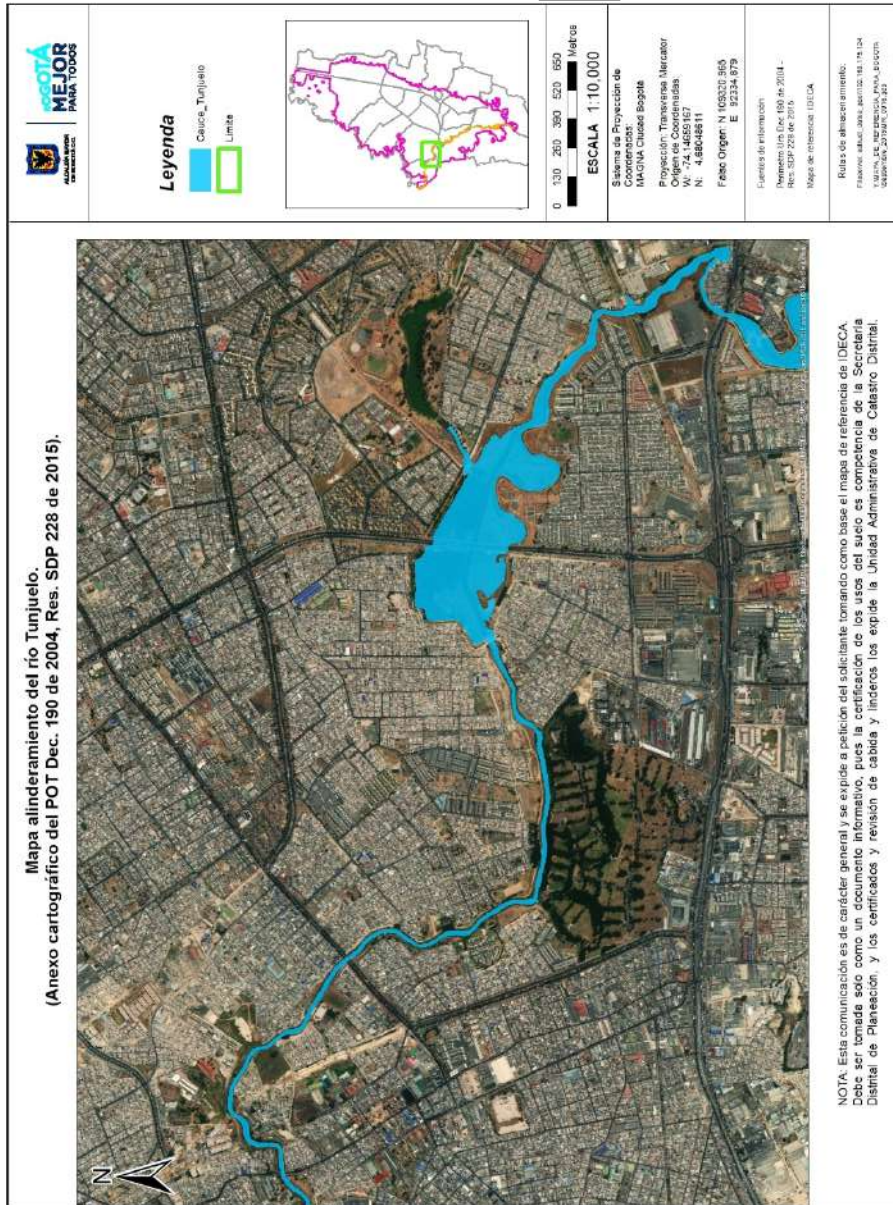 Mapa alinderamiento del río Tunjuelo.
(Anexo cartográfico del POT Dec. 190 de 2004, Res. SDP 228 de 2015).
N
NOTA: Esta comunicación es de carácter general y se expide a petición del solicitante tomando como base el mapa de referencia de IDECA.
Debe ser tomada solo como un documento informativo, pues la certificación de los usos del suelo es competencia de la Secretaría
Distrital de Planeación, y los certificados y revisión de cabida y linderos los expide la Unidad Administrativa de Catastro Distrital.
ALCALDÍA MAYOR
DE BOGOTÁ D.C.
BOGOTÁ
MEJOR
PARA TODOS
Leyenda
Cauce_Tunjuelo
Limite
0 130 260 390 520 650
Metros
ESCALA 1:10,000
Sistema de Proyección de
Coordenadas:
MAGNA Ciudad Bogotá
Proyección: Transverse Mercator
Origen de Coordenadas:
W: -74,14659167
N: 4,68048611
Falso Origen: N 109320.965
E 92334.879
Fuentes de información
Perímetro Urb Dec 190 de 2004 -
Res. SDP 228 de 2015
Mapa de referencia: IDECA
Rutas de almacenamiento: